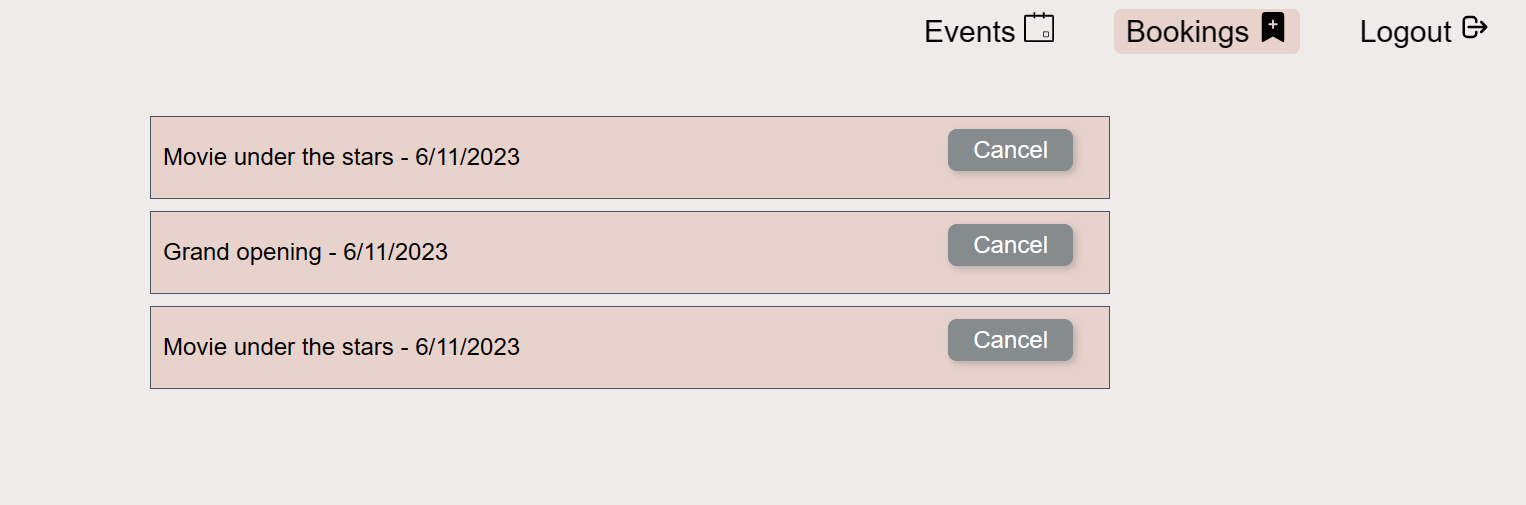 Events Bookings Logout
Movie under the stars - 6/11/2023 Cancel
Grand opening - 6/11/2023 Cancel
Movie under the stars - 6/11/2023 Cancel